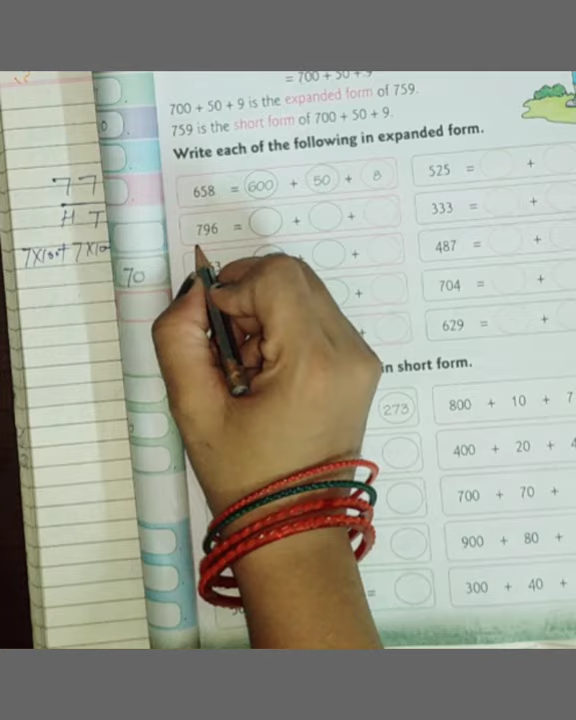 = 700 + 50 + 9
700 + 50 + 9 is the expanded form of 759.
759 is the short form of 700 + 50 + 9.
Write each of the following in expanded form.
658 = 600 + 50 + 8
525 = +
796 = + +
333 = +
+ +
487 = +
+
704 = +
+
629 = +
in short form.
273
800 + 10 + 7
400 + 20 + 4
700 + 70 +
900 + 80 +
=
300 + 40 +
77
H T
70